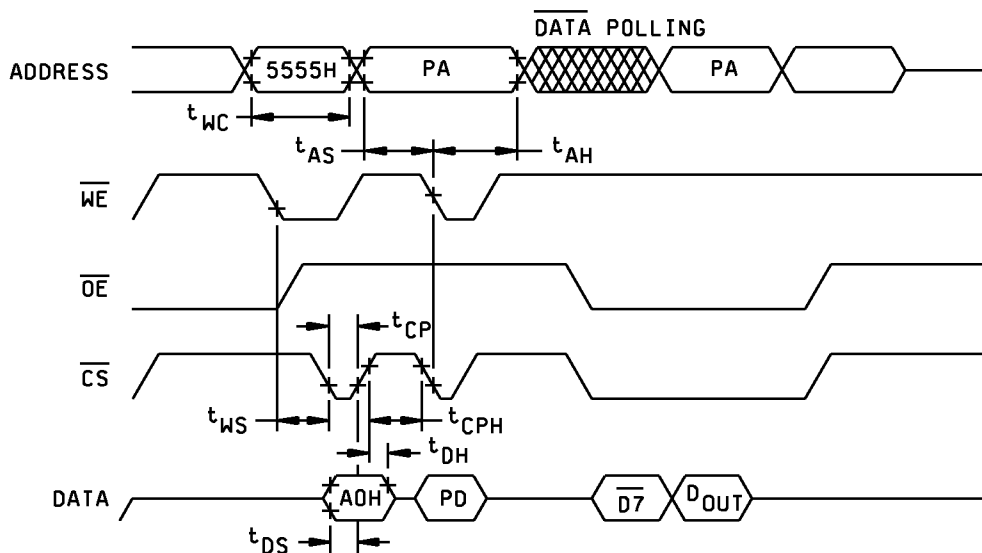 DATA POLLING
ADDRESS 5555H PA PA
tWC
tAS tAH
WE
OE
tCP
CS
tWS tCPH
tDH
DATA A0H PD D7 DOUT
tDS